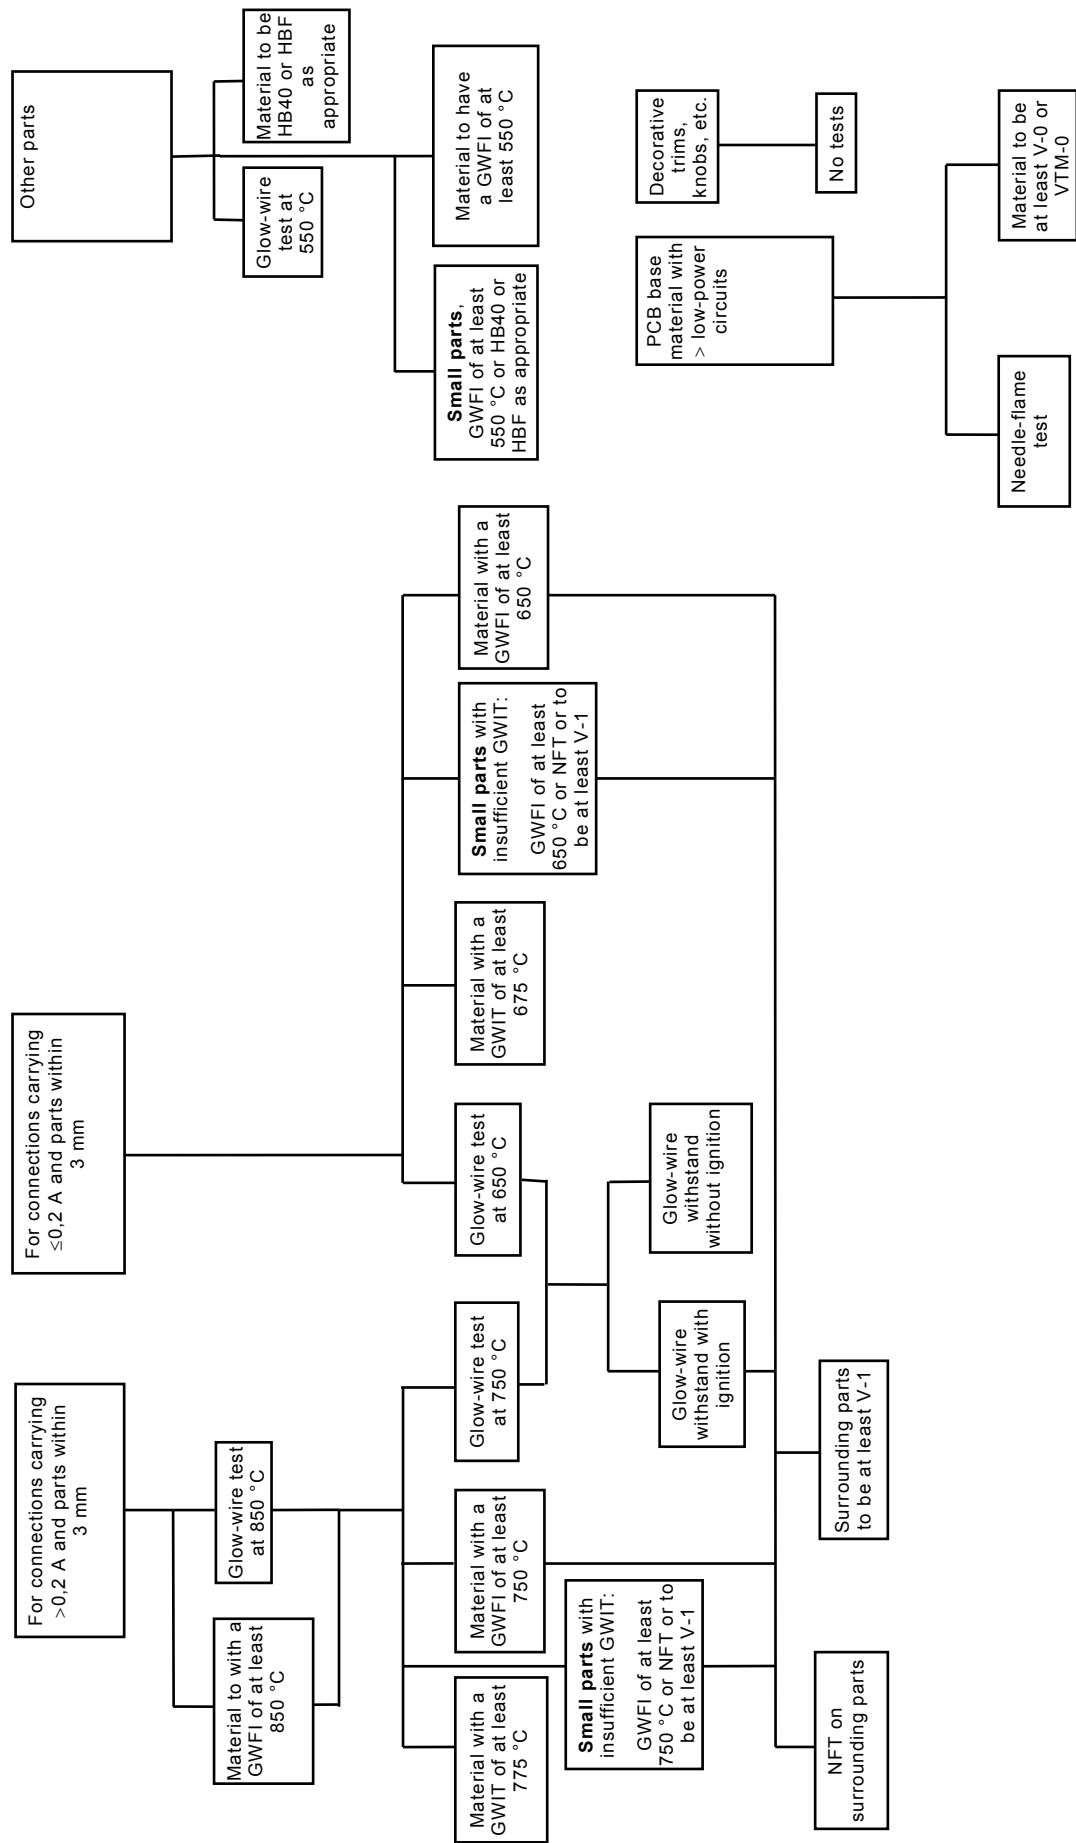 For connections carrying
>0,2 A and parts within
3 mm
For connections carrying
≤0,2 A and parts within
3 mm
Other parts
Material to with a
GWFI of at least
850 °C
Glow-wire test
at 850 °C
Glow-wire
test at
550 °C
Material to be
HB40 or HBF
as
appropriate
Material with a
GWIT of at least
775 °C
Small parts with
insufficient GWIT:
GWFI of at least
750 °C or NFT or to
be at least V-1
Material with a
GWFI of at least
750 °C
Glow-wire test
at 750 °C
Glow-wire test
at 650 °C
Material with a
GWIT of at least
675 °C
Small parts with
insufficient GWIT:
GWFI of at least
650 °C or NFT or to
be at least V-1
Material with a
GWFI of at least
650 °C
Small parts,
GWFI of at least
550 °C or HB40 or
HBF as appropriate
Material to have
a GWFI of at
least 550 °C
Glow-wire
withstand with
ignition
Glow-wire
withstand
without ignition
PCB base
material with
> low-power
circuits
Decorative
trims,
knobs, etc.
NFT on
surrounding parts
Surrounding parts
to be at least V-1
No tests
Needle-flame
test
Material to be
at least V-0 or
VTM-0